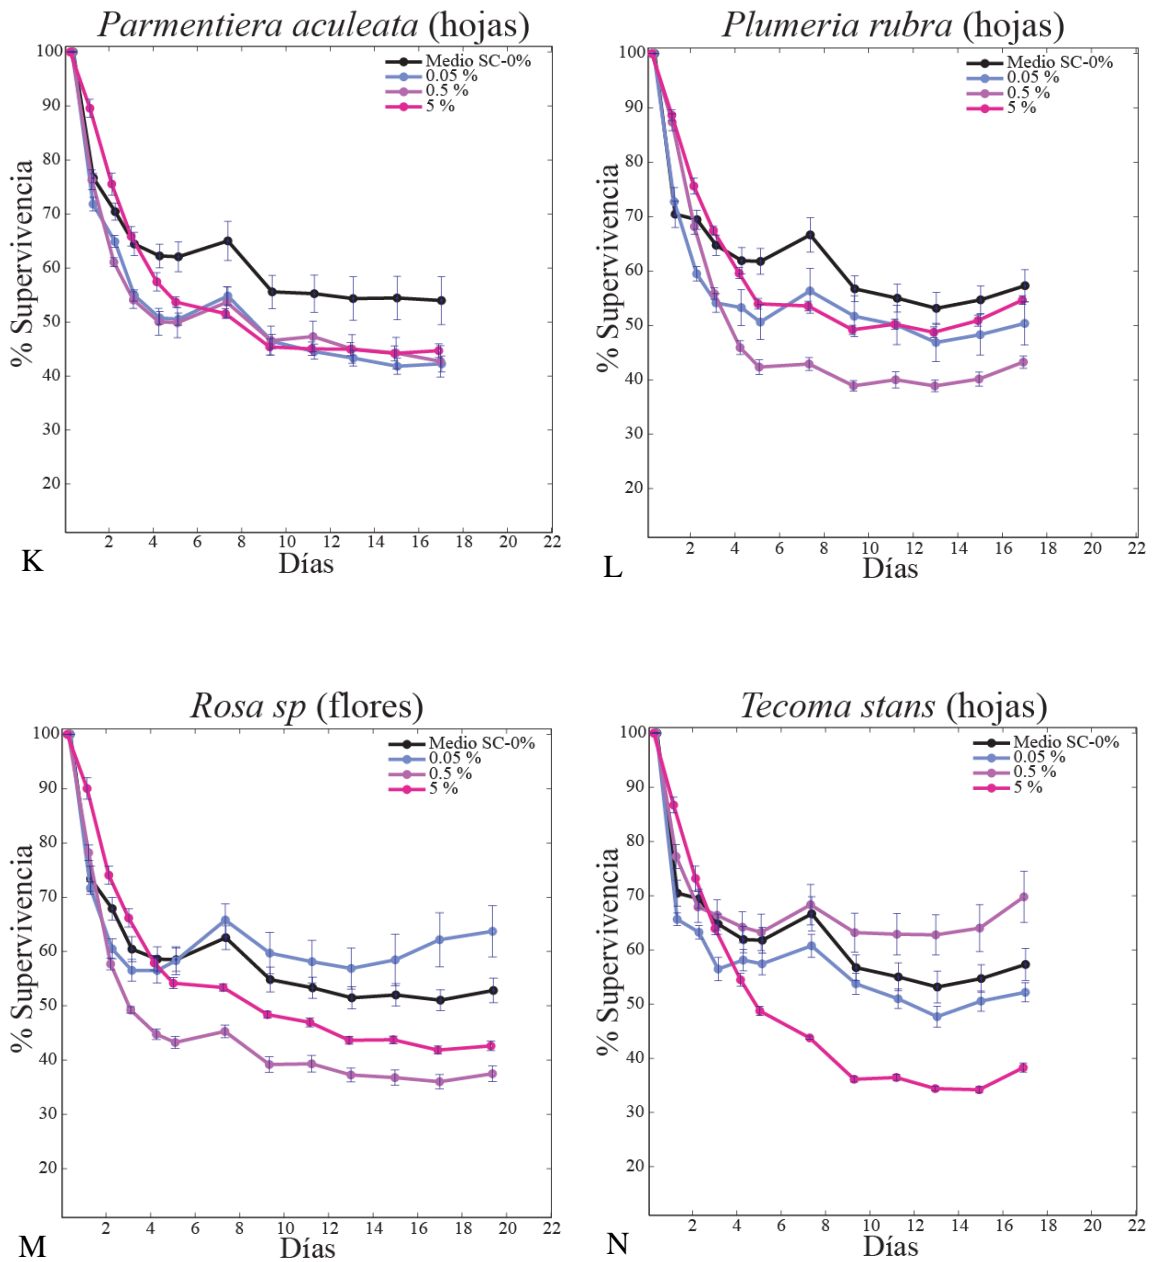 Parmentiera aculeata (hojas)
100
90
80
70
60
50
40
30
20
% Supervivencia
Medio SC-0%
0.05 %
0.5 %
5 %
2 4 6 8 10 12 14 16 18 20 22
Días
K
Plumeria rubra (hojas)
100
90
80
70
60
50
40
30
20
% Supervivencia
Medio SC-0%
0.05 %
0.5 %
5 %
2 4 6 8 10 12 14 16 18 20 22
Días
L
Rosa sp (flores)
100
90
80
70
60
50
40
30
20
% Supervivencia
Medio SC-0%
0.05 %
0.5 %
5 %
2 4 6 8 10 12 14 16 18 20 22
Días
M
Tecoma stans (hojas)
100
90
80
70
60
50
40
30
20
% Supervivencia
Medio SC-0%
0.05 %
0.5 %
5 %
2 4 6 8 10 12 14 16 18 20 22
Días
N